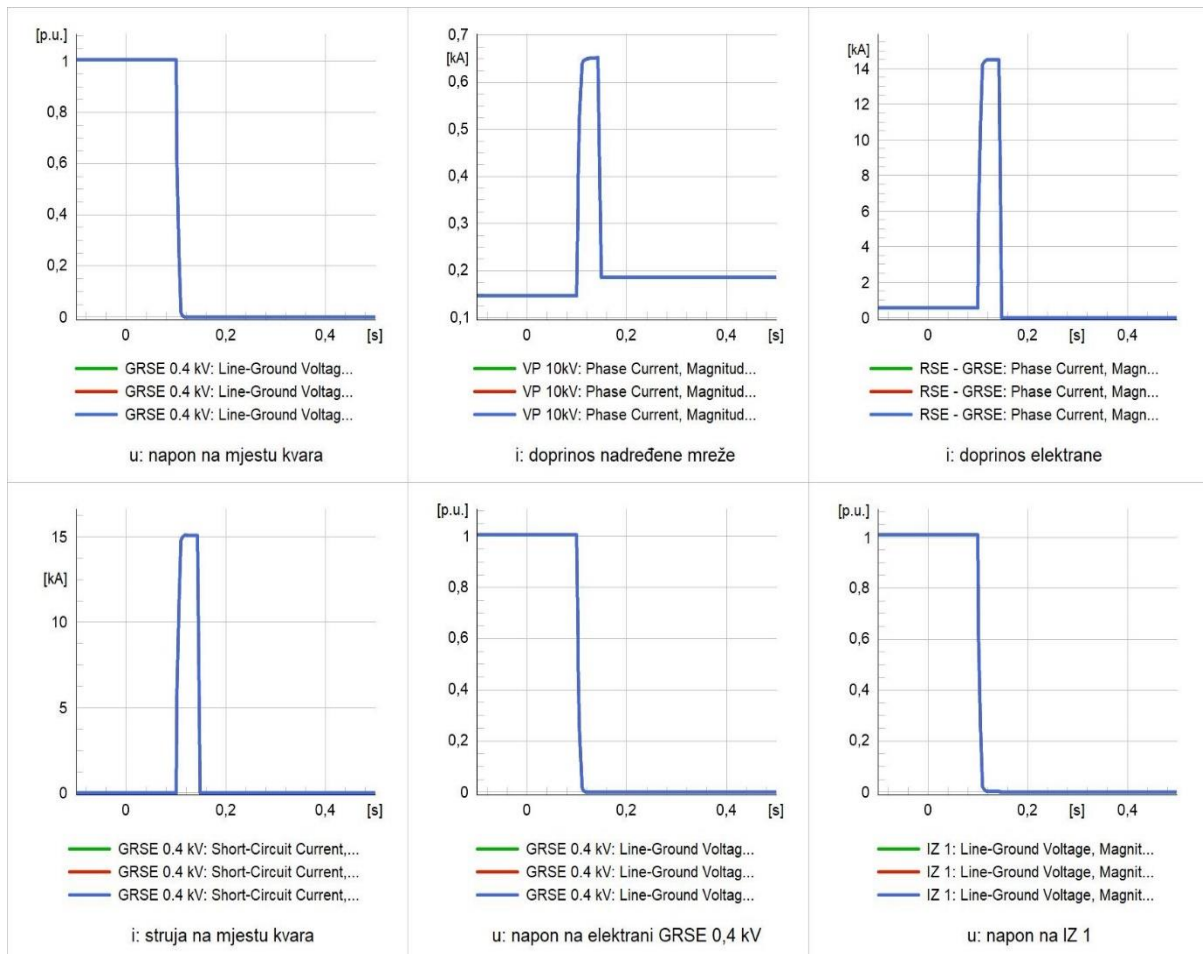 [p.u.]
1
0,8
0,6
0,4
0,2
0
0 0,2 0,4 [s]
GRSE 0.4 kV: Line-Ground Voltag...
GRSE 0.4 kV: Line-Ground Voltag...
GRSE 0.4 kV: Line-Ground Voltag...
u: napon na mjestu kvara
0,7
[kA]
0,6
0,5
0,4
0,3
0,2
0,1
0 0,2 0,4 [s]
VP 10kV: Phase Current, Magnitud...
VP 10kV: Phase Current, Magnitud...
VP 10kV: Phase Current, Magnitud...
i: doprinos nadređene mreže
[kA]
14
12
10
8
6
4
2
0
0 0,2 [s] 0,4
RSE - GRSE: Phase Current, Magn...
RSE - GRSE: Phase Current, Magn...
RSE - GRSE: Phase Current, Magn...
i: doprinos elektrane
15
[kA]
10
5
0
0 0,2 0,4 [s]
GRSE 0.4 kV: Short-Circuit Current,...
GRSE 0.4 kV: Short-Circuit Current,...
GRSE 0.4 kV: Short-Circuit Current,...
i: struja na mjestu kvara
[p.u.]
1
0,8
0,6
0,4
0,2
0
0 0,2 0,4 [s]
GRSE 0.4 kV: Line-Ground Voltag...
GRSE 0.4 kV: Line-Ground Voltag...
GRSE 0.4 kV: Line-Ground Voltag...
u: napon na elektrani GRSE 0,4 kV
[p.u.]
1
0,8
0,6
0,4
0,2
0
0 0,2 [s] 0,4
IZ 1: Line-Ground Voltage, Magnit...
IZ 1: Line-Ground Voltage, Magnit...
IZ 1: Line-Ground Voltage, Magnit...
u: napon na IZ 1